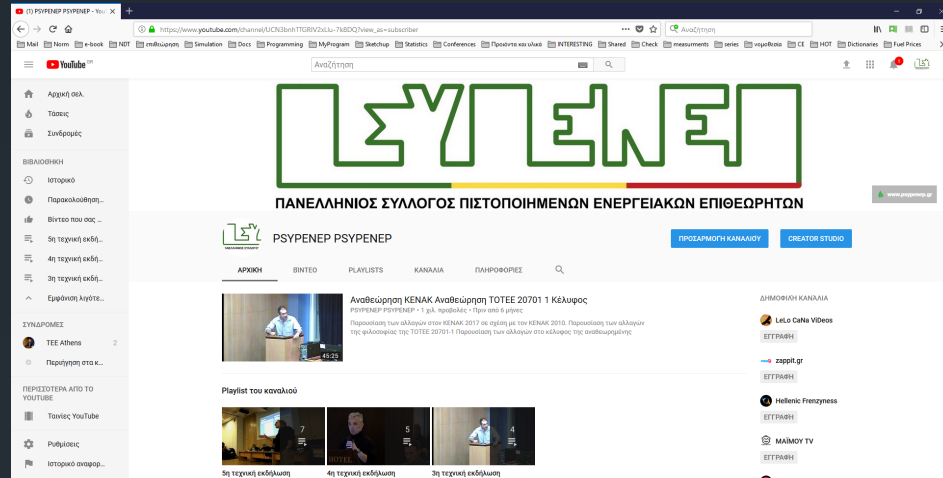 (1) PSYPENEP PSYPENEP - You
https://www.youtube.com/channel/UCN3bnhTTGRIV2xLIu-7k8DQ?view_as=subscriber
Αναζήτηση
Mail Norm e-book NDT επιθεώρηση Simulation Docs Programming MyProgram Sketchup Statistics Conferences Προϊόντα και υλικά INTERESTING Shared Check measurments series νομοθεσία CE HOT Dictionaries Fuel Prices
YouTube GR
Αναζήτηση
1
Αρχική σελ.
Τάσεις
Συνδρομές
ΒΙΒΛΙΟΘΗΚΗ
Ιστορικό
Παρακολούθηση...
Βίντεο που σας ...
5η τεχνική εκδή...
4η τεχνική εκδή...
3η τεχνική εκδή...
Εμφάνιση λιγότε...
ΣΥΝΔΡΟΜΕΣ
TEE Athens 2
Περιήγηση στα κ...
ΠΕΡΙΣΣΟΤΕΡΑ ΑΠΟ ΤΟ
YOUTUBE
Ταινίες YouTube
Ρυθμίσεις
Ιστορικό αναφορ...
ΠΑΝΕΛΛΗΝΙΟΣ ΣΥΛΛΟΓΟΣ ΠΙΣΤΟΠΟΙΗΜΕΝΩΝ ΕΝΕΡΓΕΙΑΚΩΝ ΕΠΙΘΕΩΡΗΤΩΝ
www.psypenep.gr
PSYPENEP PSYPENEP
ΠΡΟΣΑΡΜΟΓΗ ΚΑΝΑΛΙΟΥ
CREATOR STUDIO
ΑΡΧΙΚΗ ΒΙΝΤΕΟ PLAYLISTS ΚΑΝΑΛΙΑ ΠΛΗΡΟΦΟΡΙΕΣ
45:25
Αναθεώρηση ΚΕΝΑΚ Αναθεώρηση ΤΟΤΕΕ 20701 1 Κέλυφος
PSYPENEP PSYPENEP • 1 χιλ. προβολές • Πριν από 6 μήνες
Παρουσίαση των αλλαγών στον ΚΕΝΑΚ 2017 σε σχέση με τον ΚΕΝΑΚ 2010. Παρουσίαση των αλλαγών
της φιλοσοφίας της ΤΟΤΕΕ 20701-1 Παρουσίαση των αλλαγών στο κέλυφος της αναθεωρημένης
Playlist του καναλιού
7
5
4
5η τεχνική εκδήλωση
4η τεχνική εκδήλωση
3η τεχνική εκδήλωση
ΔΗΜΟΦΙΛΗ ΚΑΝΑΛΙΑ
LeLo CaNa ViDeos
ΕΓΓΡΑΦΗ
zappit.gr
ΕΓΓΡΑΦΗ
Hellenic Frenzyness
ΕΓΓΡΑΦΗ
ΜΑΪΜΟΥ TV
ΕΓΓΡΑΦΗ